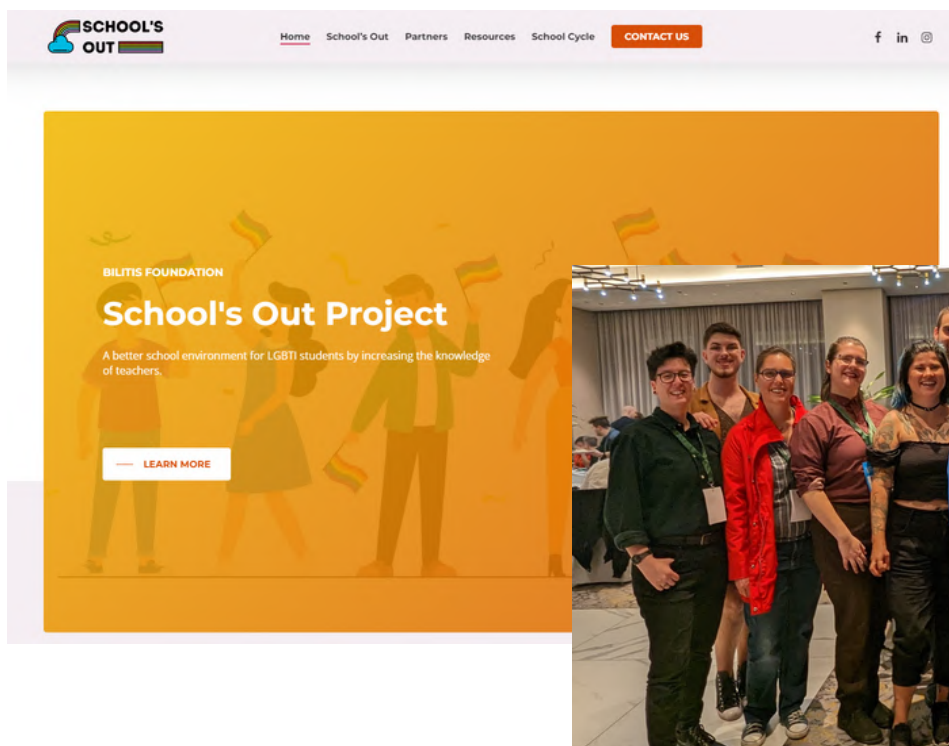 SCHOOL'S
OUT
Home School's Out Partners Resources School Cycle CONTACT US
f in
BILITIS FOUNDATION
School's Out Project
A better school environment for LGBTI students by increasing the knowledge
of teachers.
LEARN MORE